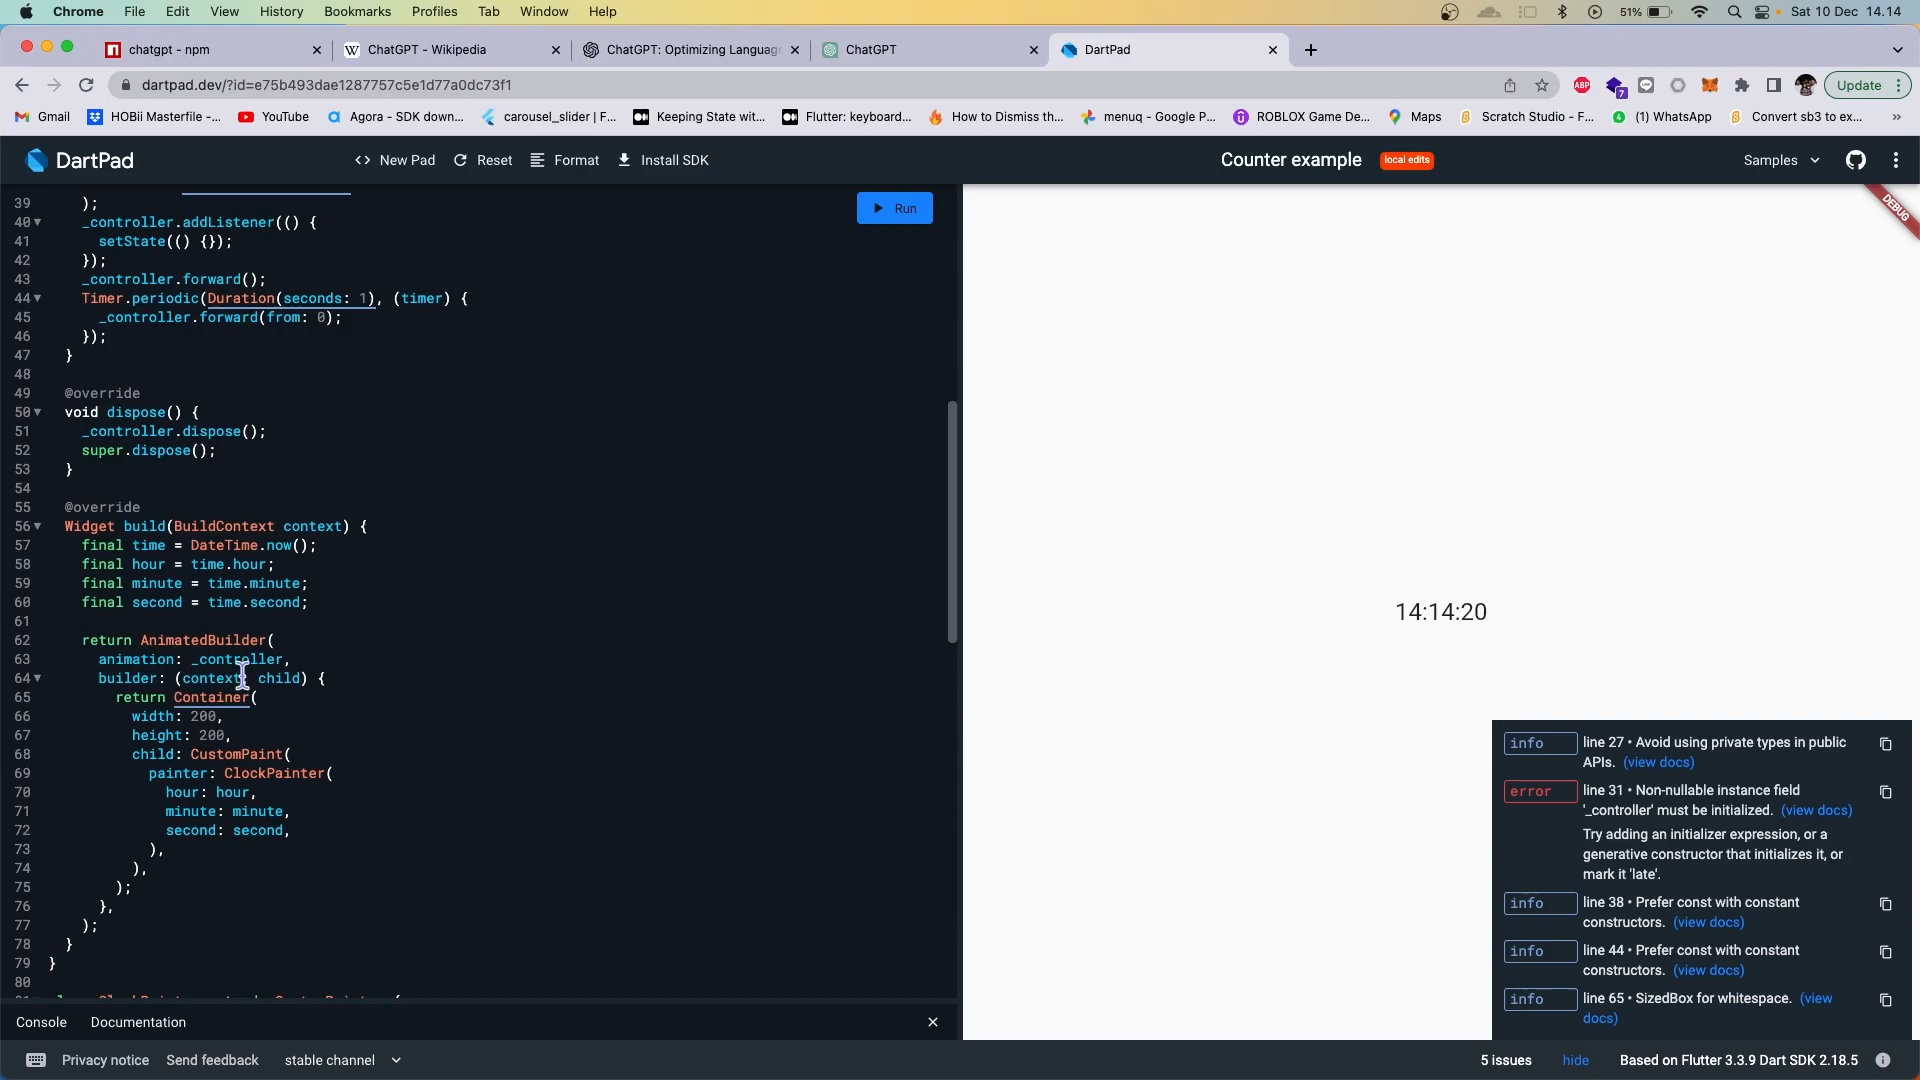 Chrome File Edit View History Bookmarks Profiles Tab Window Help 51% Sat 10 Dec 14.14
chatgpt - npm ChatGPT - Wikipedia ChatGPT: Optimizing Language ChatGPT DartPad
dartpad.dev/?id=e75b493dae1287757c5e1d77a0dc73f1 ABP 7 Update
Gmail HOBii Masterfile -... YouTube Agora - SDK down... carousel_slider | F... Keeping State wit... Flutter: keyboard... How to Dismiss th... menuq - Google P... ROBLOX Game De... Maps Scratch Studio - F... (1) WhatsApp Convert sb3 to ex... »
DartPad <> New Pad Reset Format Install SDK Counter example local edits Samples
Run
DEBUG
39 );
40 _controller.addListener(() {
41 setState(() {});
42 });
43 _controller.forward();
44 Timer.periodic(Duration(seconds: 1), (timer) {
45 _controller.forward(from: 0);
46 });
47 }
48
49 @override
50 void dispose() {
51 _controller.dispose();
52 super.dispose();
53 }
54
55 @override
56 Widget build(BuildContext context) {
57 final time = DateTime.now();
58 final hour = time.hour;
59 final minute = time.minute;
60 final second = time.second;
61
62 return AnimatedBuilder(
63 animation: _controller,
64 builder: (context, child) {
65 return Container(
66 width: 200,
67 height: 200,
68 child: CustomPaint(
69 painter: ClockPainter(
70 hour: hour,
71 minute: minute,
72 second: second,
73 ),
74 ),
75 );
76 },
77 );
78 }
79 }
80
14:14:20
info line 27 • Avoid using private types in public
APIs. (view docs)
error line 31 • Non-nullable instance field
'_controller' must be initialized. (view docs)
Try adding an initializer expression, or a
generative constructor that initializes it, or
mark it 'late'.
info line 38 • Prefer const with constant
constructors. (view docs)
info line 44 • Prefer const with constant
constructors. (view docs)
info line 65 • SizedBox for whitespace. (view
docs)
Console Documentation
Privacy notice Send feedback stable channel 5 issues hide Based on Flutter 3.3.9 Dart SDK 2.18.5